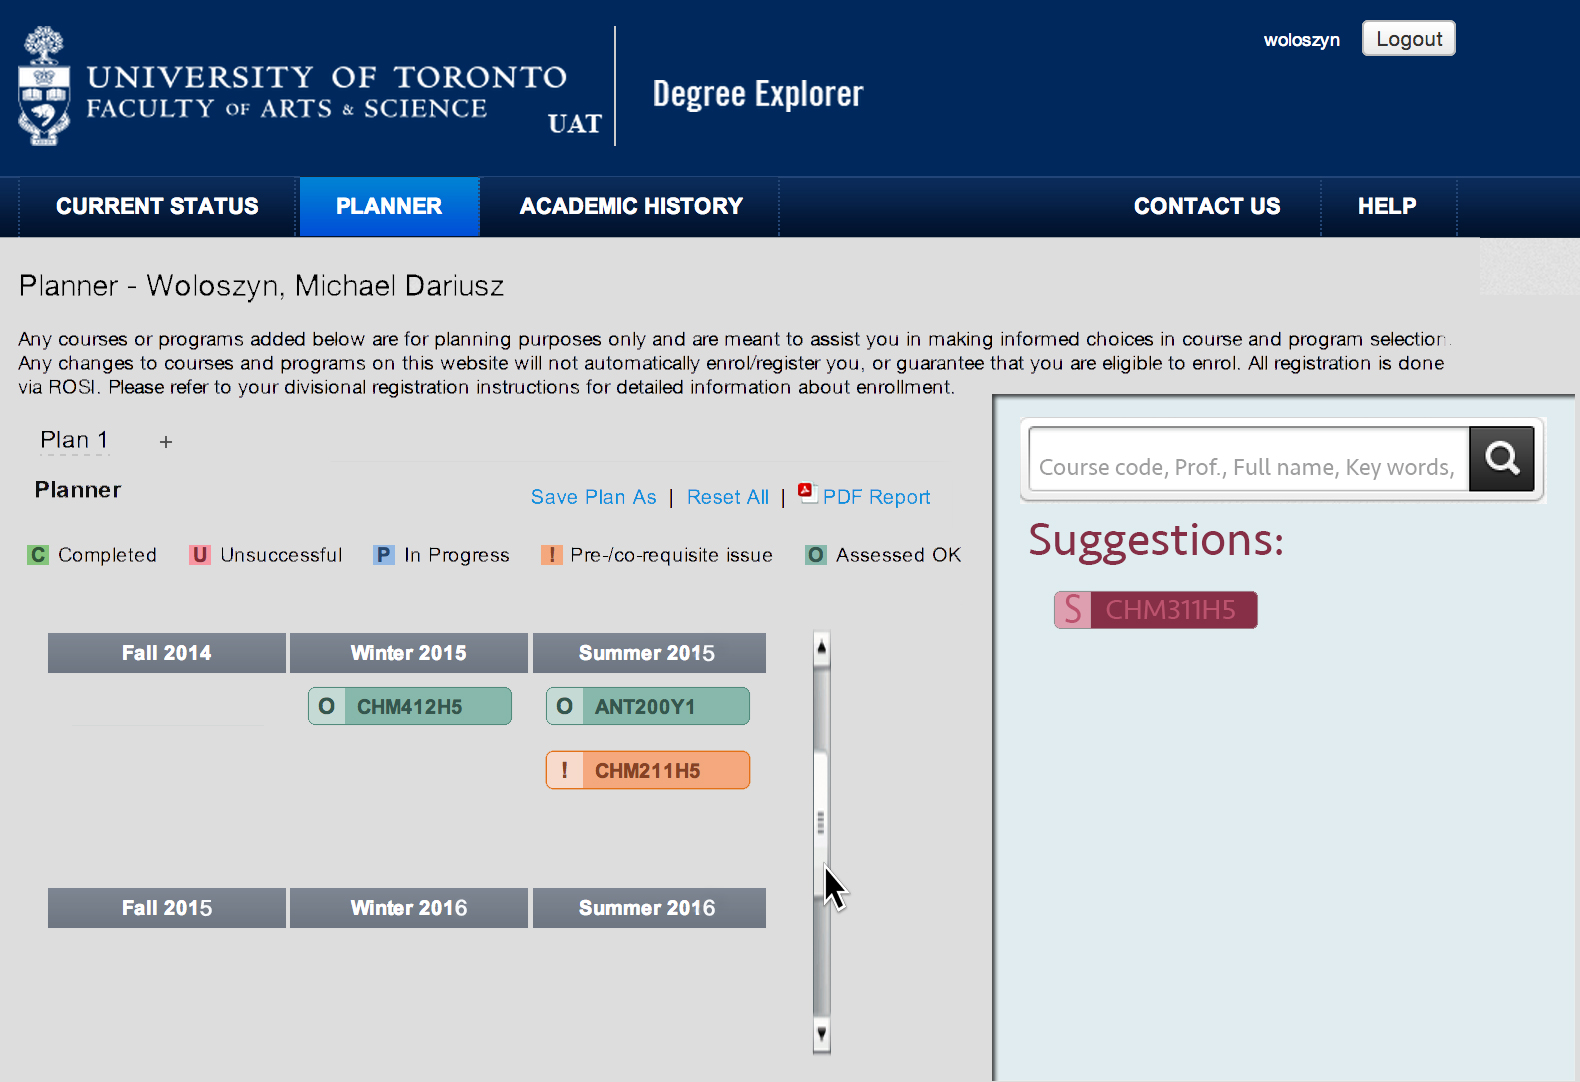 UNIVERSITY OF TORONTO
FACULTY OF ARTS & SCIENCE
UAT
Degree Explorer
woloszyn
Logout
CURRENT STATUS
PLANNER
ACADEMIC HISTORY
CONTACT US
HELP
Planner - Woloszyn, Michael Dariusz
Any courses or programs added below are for planning purposes only and are meant to assist you in making informed choices in course and program selection.
Any changes to courses and programs on this website will not automatically enrol/register you, or guarantee that you are eligible to enrol. All registration is done
via ROSI. Please refer to your divisional registration instructions for detailed information about enrollment.
Plan 1 +
Planner
Save Plan As | Reset All | PDF Report
C Completed U Unsuccessful P In Progress ! Pre-/co-requisite issue O Assessed OK
Fall 2014 Winter 2015 Summer 2015
O CHM412H5 O ANT200Y1
! CHM211H5
Fall 2015 Winter 2016 Summer 2016
Course code, Prof., Full name, Key words,
Suggestions:
S CHM311H5